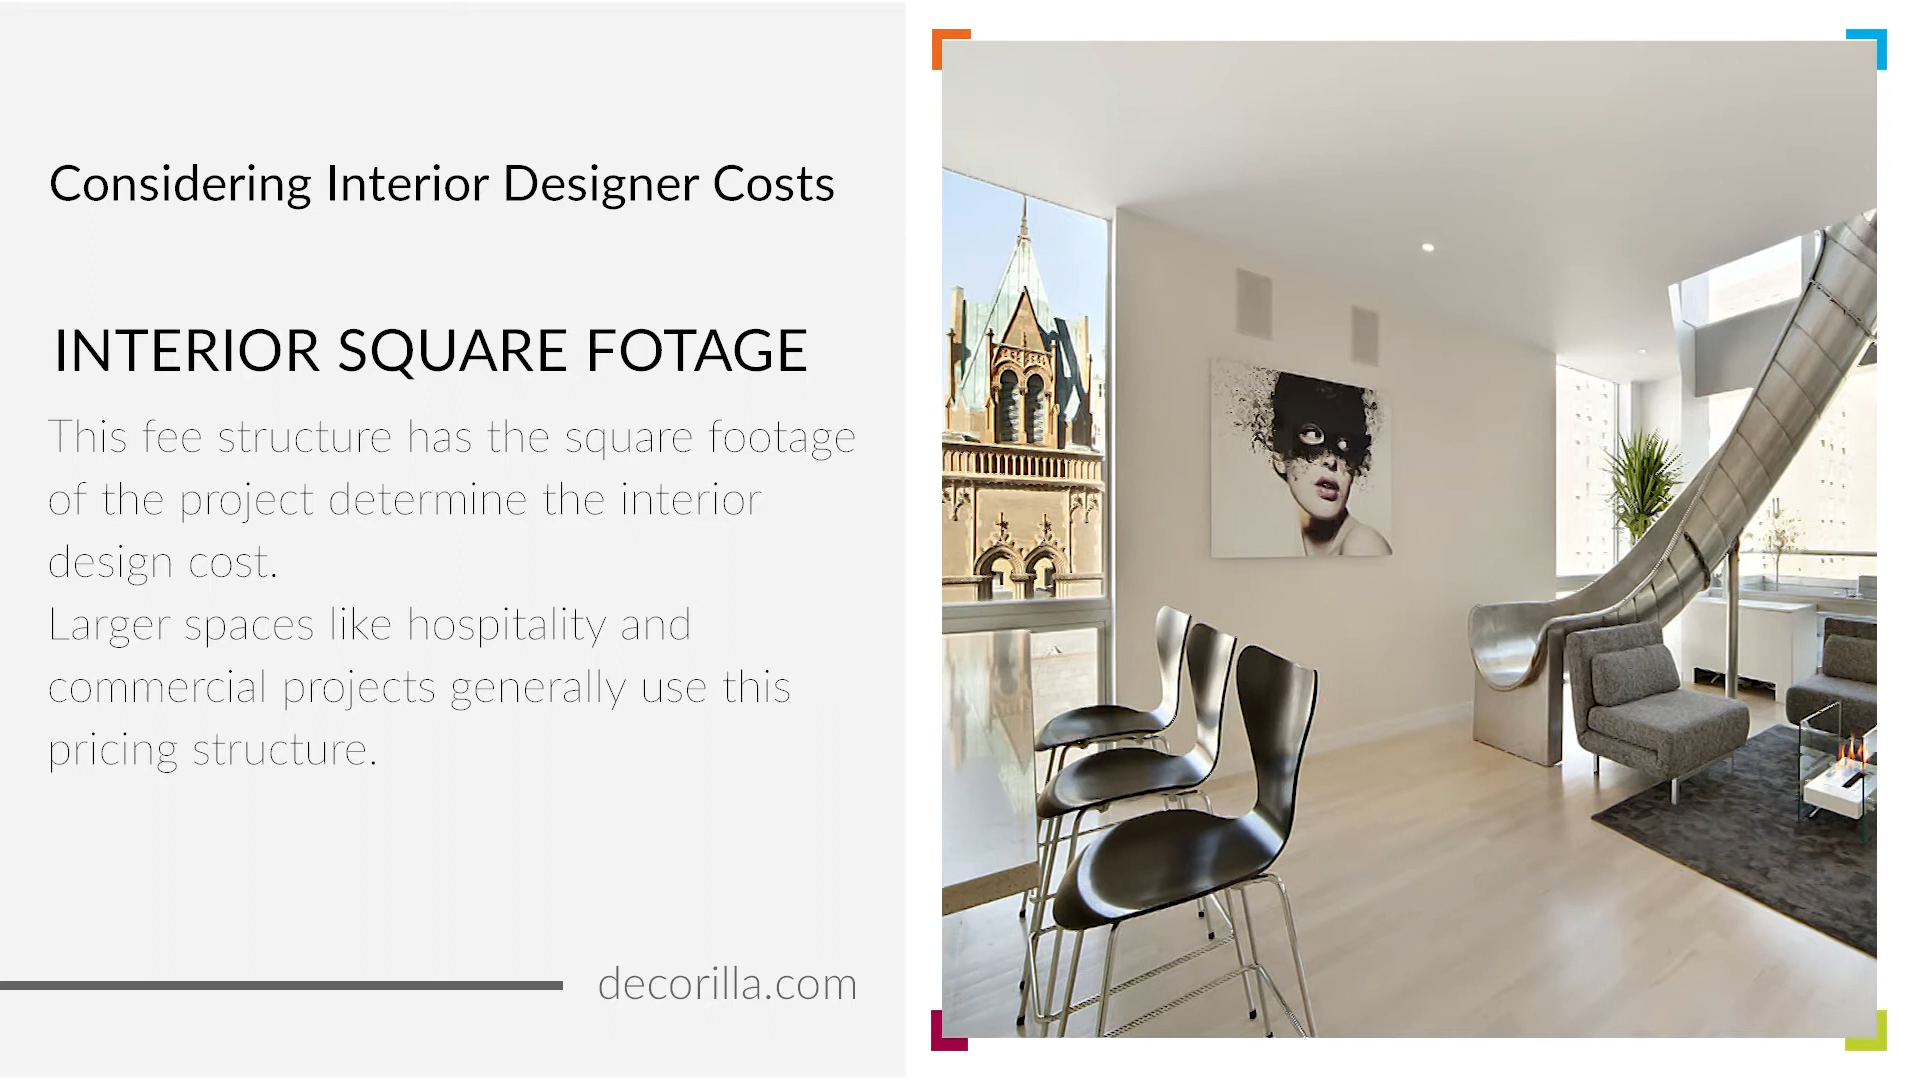 Considering Interior Designer Costs
INTERIOR SQUARE FOTAGE
This fee structure has the square footage
of the project determine the interior
design cost.
Larger spaces like hospitality and
commercial projects generally use this
pricing structure.
decorilla.com